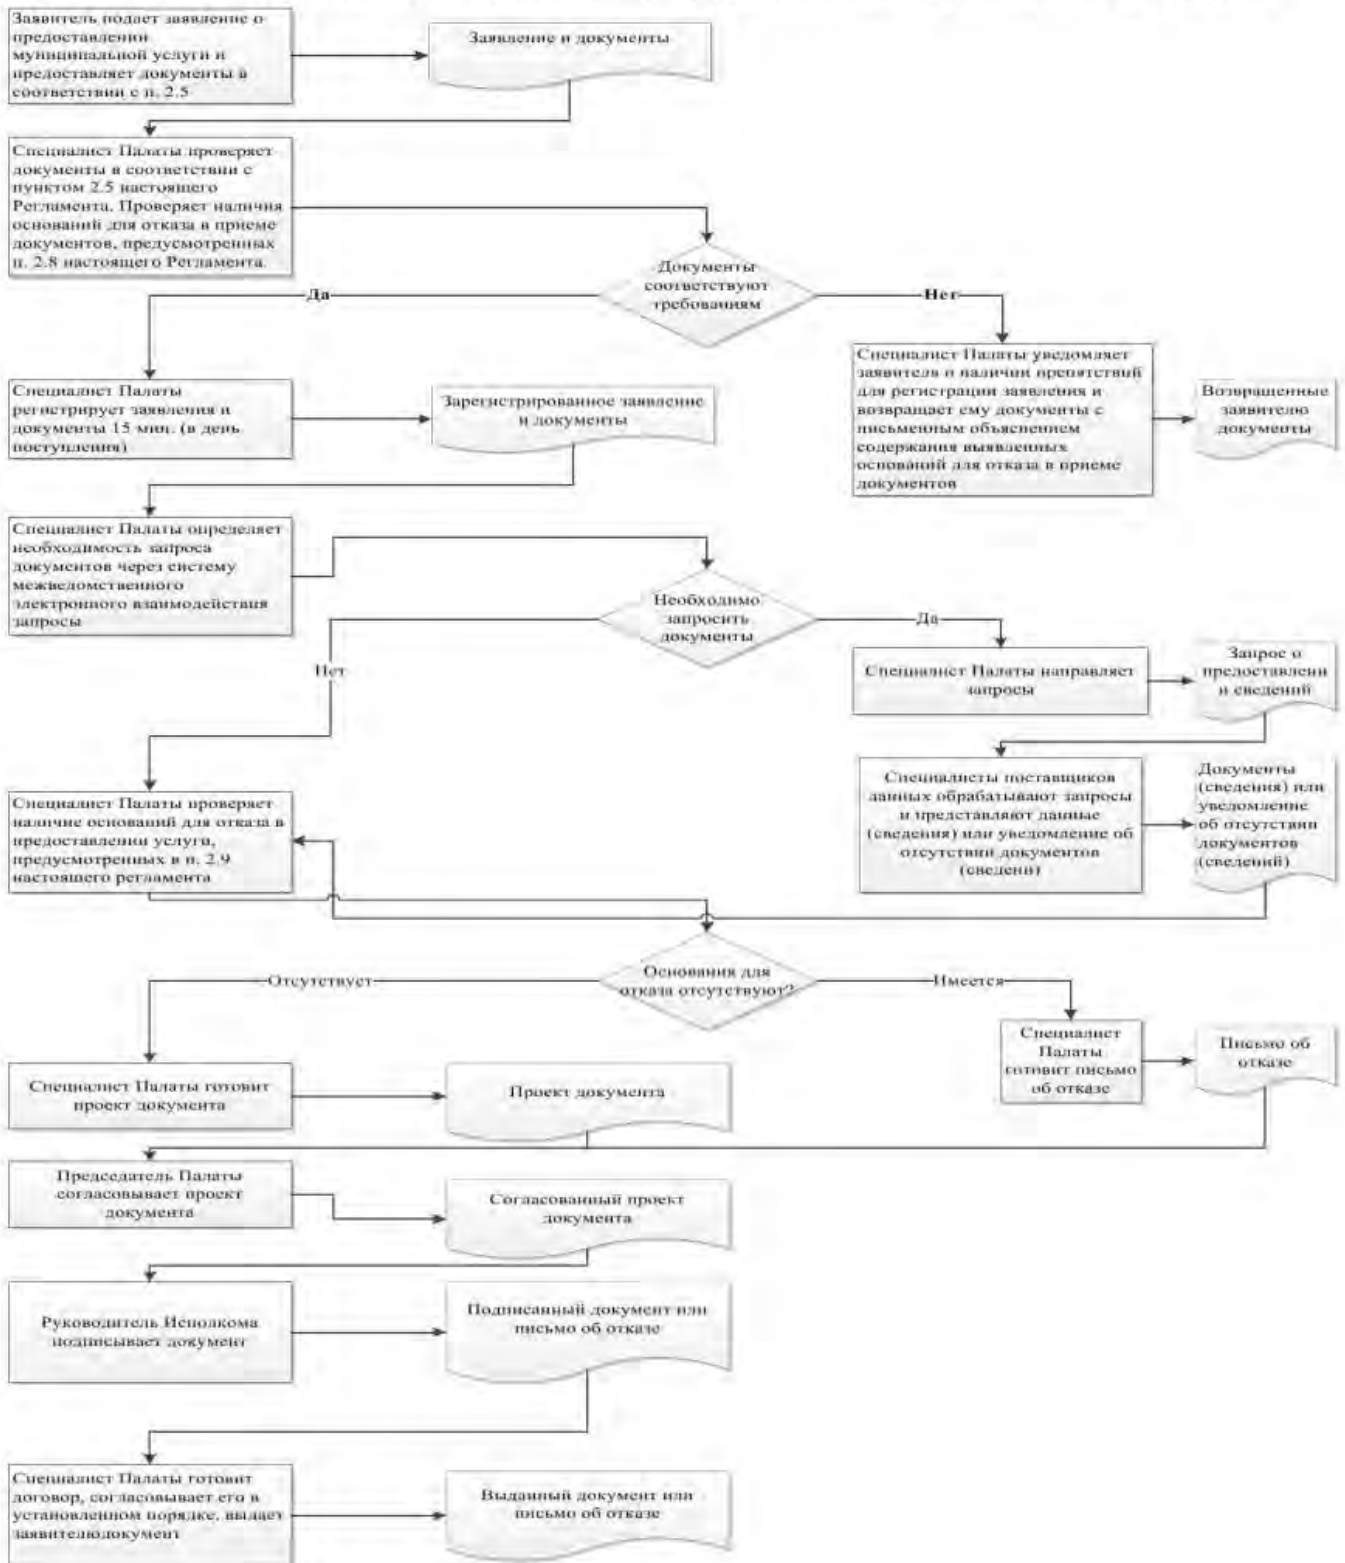 Заявитель подает заявление о
предоставлении
муниципальной услуги и
предоставляет документы в
соответствии с п. 2.5
Заявление и документы
Специалист Палаты проверяет
документы в соответствии с
пунктом 2.5 настоящего
Регламента. Проверяет наличия
оснований для отказа в приеме
документов, предусмотренных
п. 2.8 настоящего Регламента.
Документы
соответствуют
требованиям
Да
Нет
Специалист Палаты
регистрирует заявления и
документы 15 мин. (в день
поступления)
Зарегистрированное заявление
и документы
Специалист Палаты уведомляет
заявителя о наличии препятствий
для регистрации заявления и
возвращает ему документы с
письменным объяснением
содержания выявленных
оснований для отказа в приеме
документов
Возвращенные
заявителю
документы
Специалист Палаты определяет
необходимость запроса
документов через систему
межведомственного
электронного взаимодействия
запросы
Необходимо
запросить
документы
Да
Нет
Специалист Палаты направляет
запросы
Запрос о
предоставлени
и сведений
Специалист Палаты проверяет
наличие оснований для отказа в
предоставлении услуго,
предусмотренных в п. 2.9
настоящего регламента
Специалисты поставщиков
данных обрабатывают запросы
и представляют данные
(сведения) или уведомление об
отсутствии документов
(сведени)
Документы
(сведения) или
уведомление
об отсутствии
документов
(сведений)
Основания для
отказа отсутствуют?
Отсутствует
Имеется
Специалист
Палаты
готовит письмо
об отказе
Письмо об
отказе
Специалист Палаты готовит
проект документа
Проект документа
Председатель Палаты
согласовывает проект
документа
Согласованный проект
документа
Руководитель Исполкома
подписывает документ
Подписанный документ или
письмо об отказе
Специалист Палаты готовит
договор, согласовывает его в
установленном порядке, выдает
заявителюдокумент
Выданный документ или
письмо об отказе